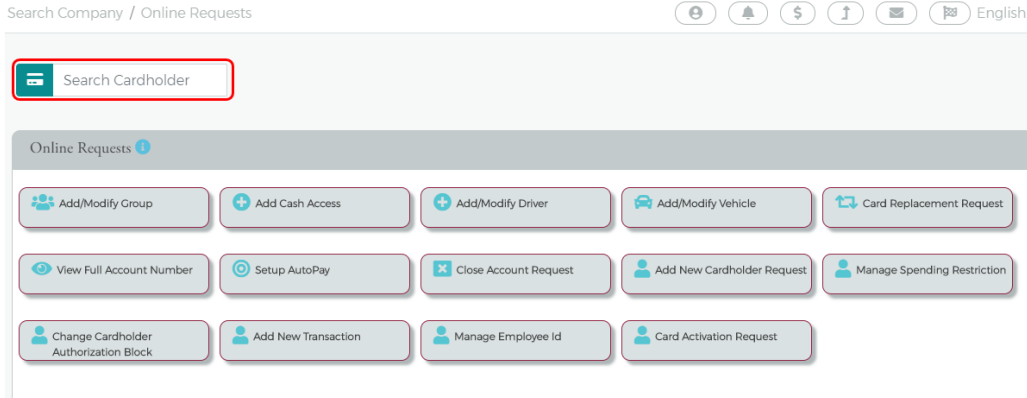 Search Company / Online Requests
$
English
Search Cardholder
Online Requests i
Add/Modify Group
Add Cash Access
Add/Modify Driver
Add/Modify Vehicle
Card Replacement Request
View Full Account Number
Setup AutoPay
Close Account Request
Add New Cardholder Request
Manage Spending Restriction
Change Cardholder
Authorization Block
Add New Transaction
Manage Employee Id
Card Activation Request